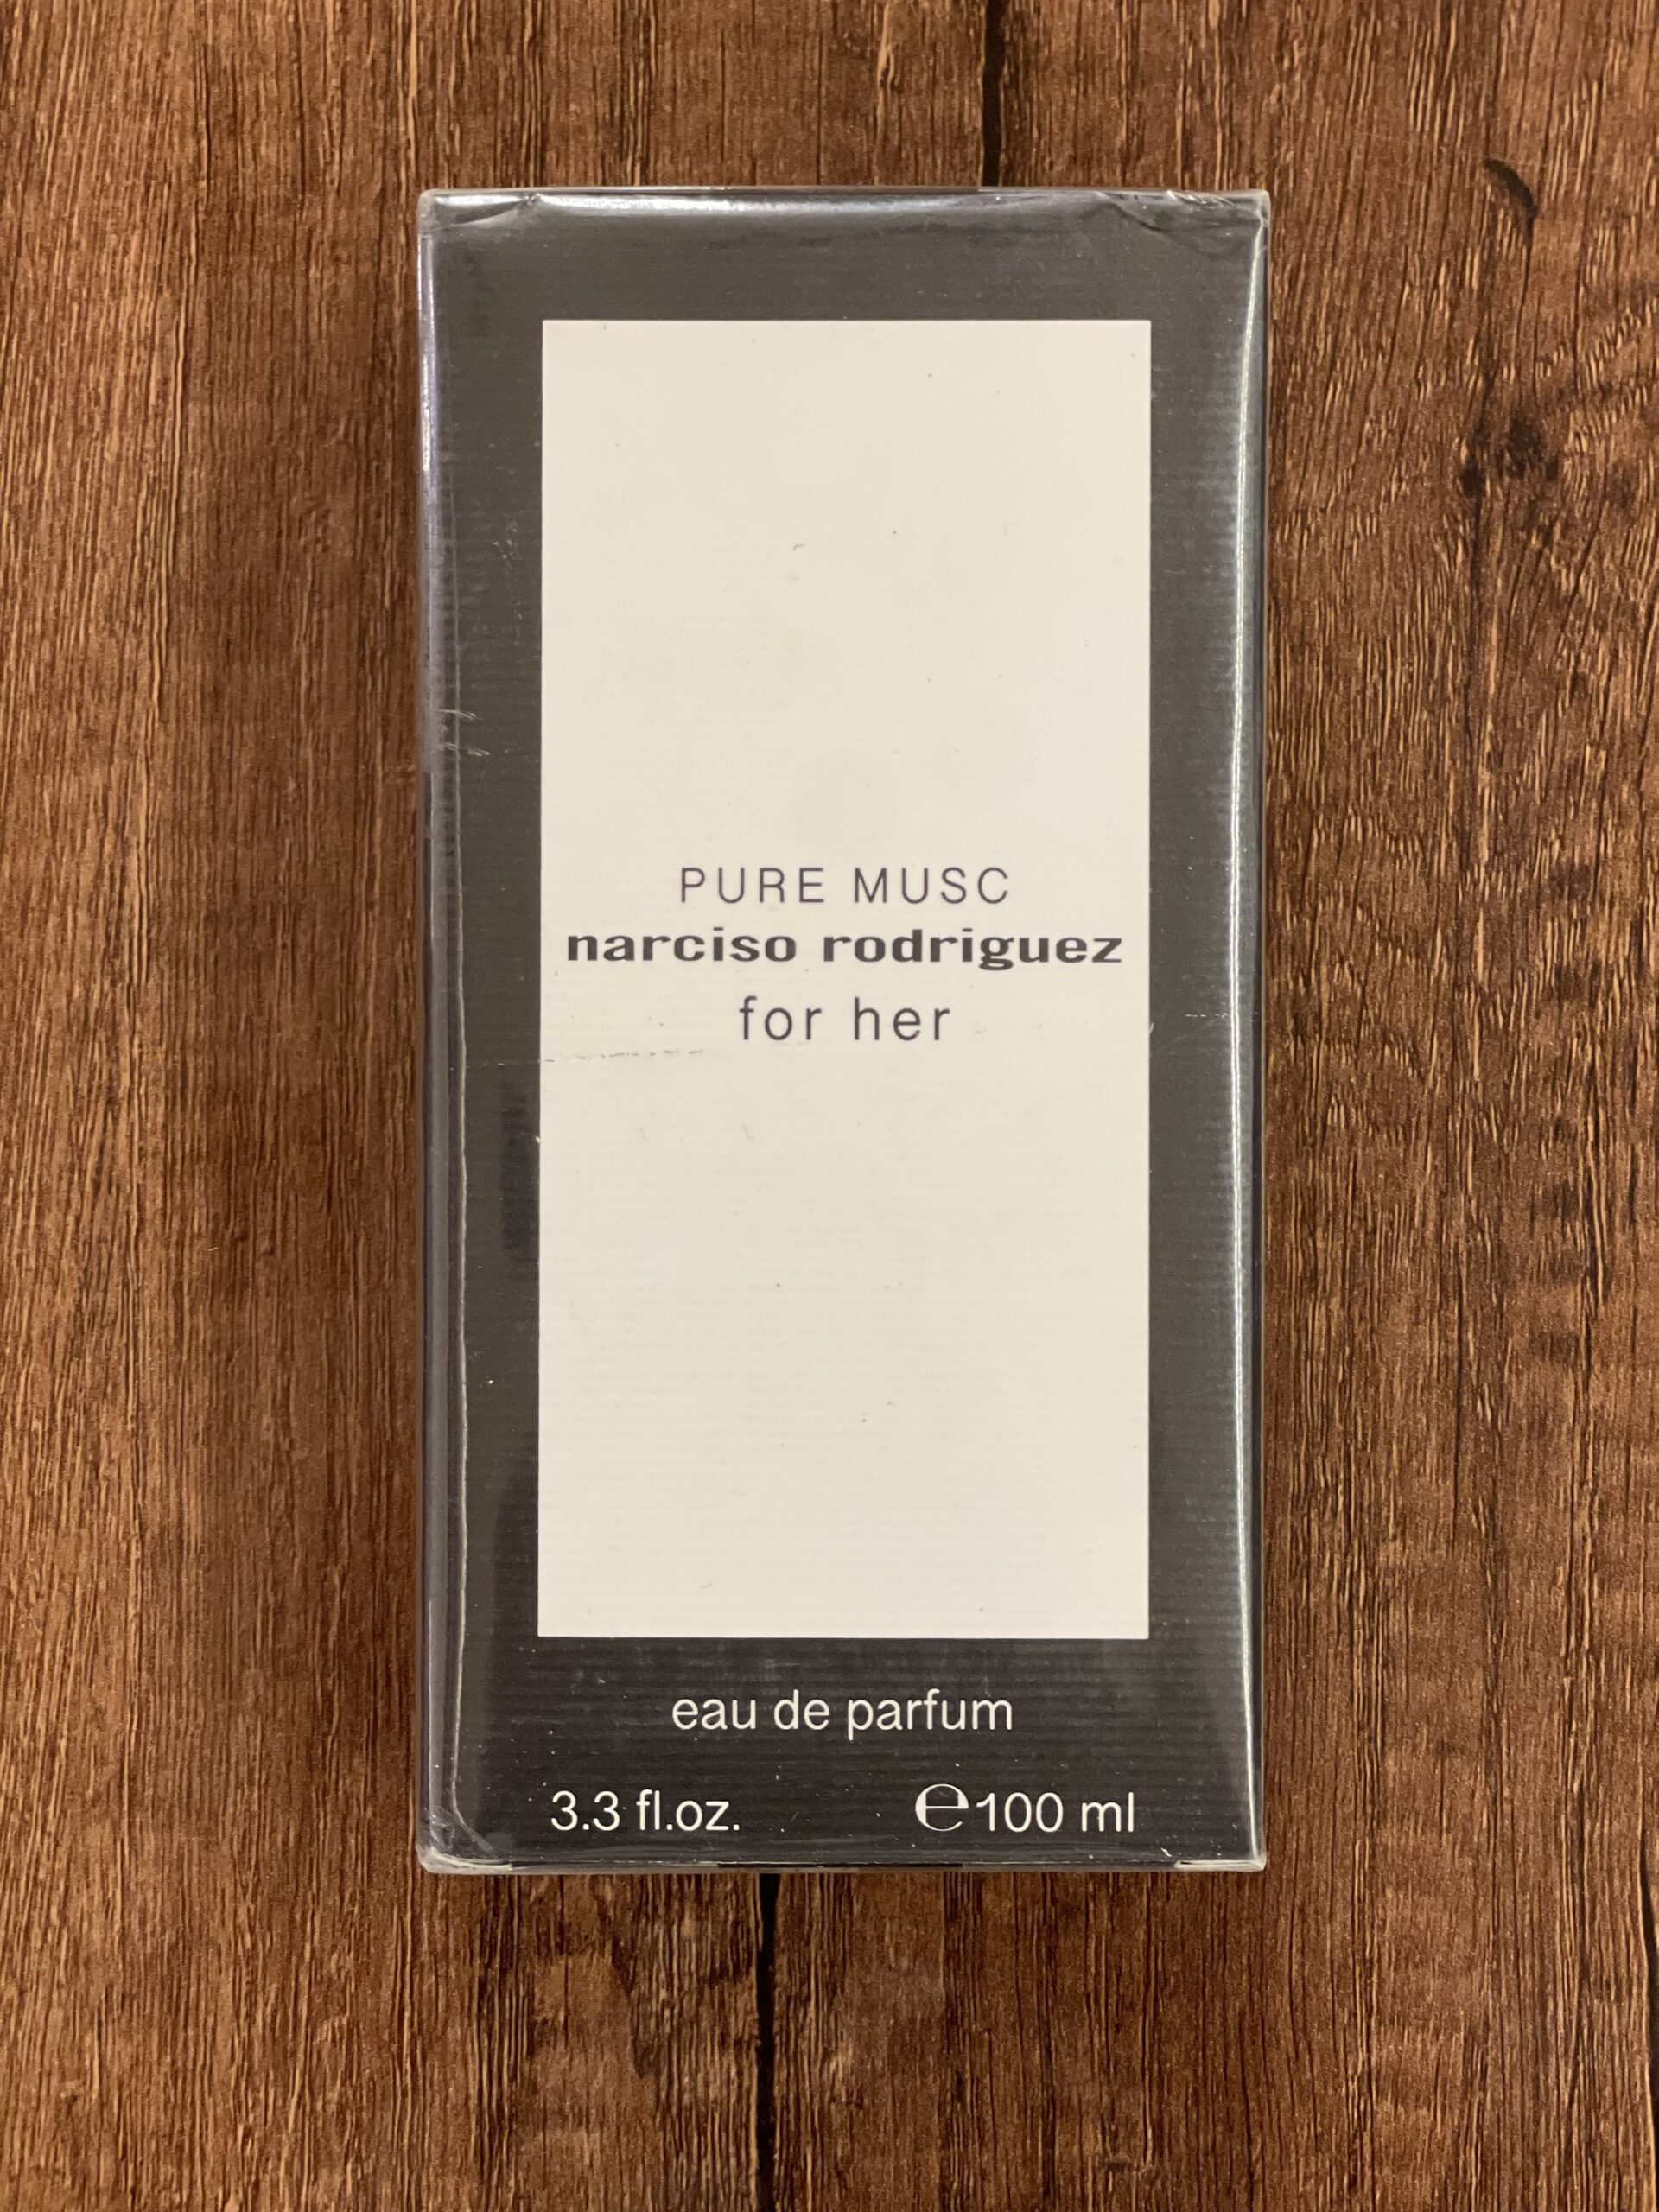 PURE MUSC
narciso rodriguez
for her
eau de parfum
3.3 fl.oz. ℮100 ml